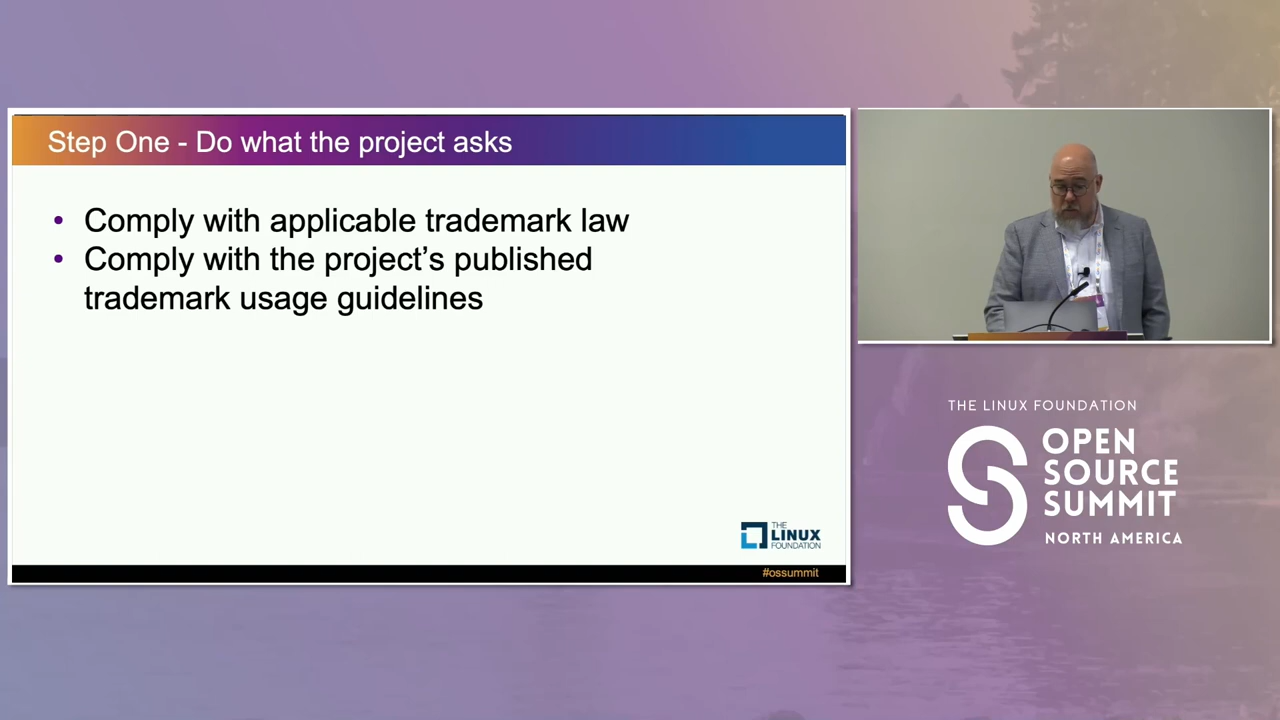 Step One - Do what the project asks
• Comply with applicable trademark law
• Comply with the project’s published
trademark usage guidelines
THE
LINUX
FOUNDATION
#ossummit
THE LINUX FOUNDATION
OPEN
SOURCE
SUMMIT
NORTH AMERICA